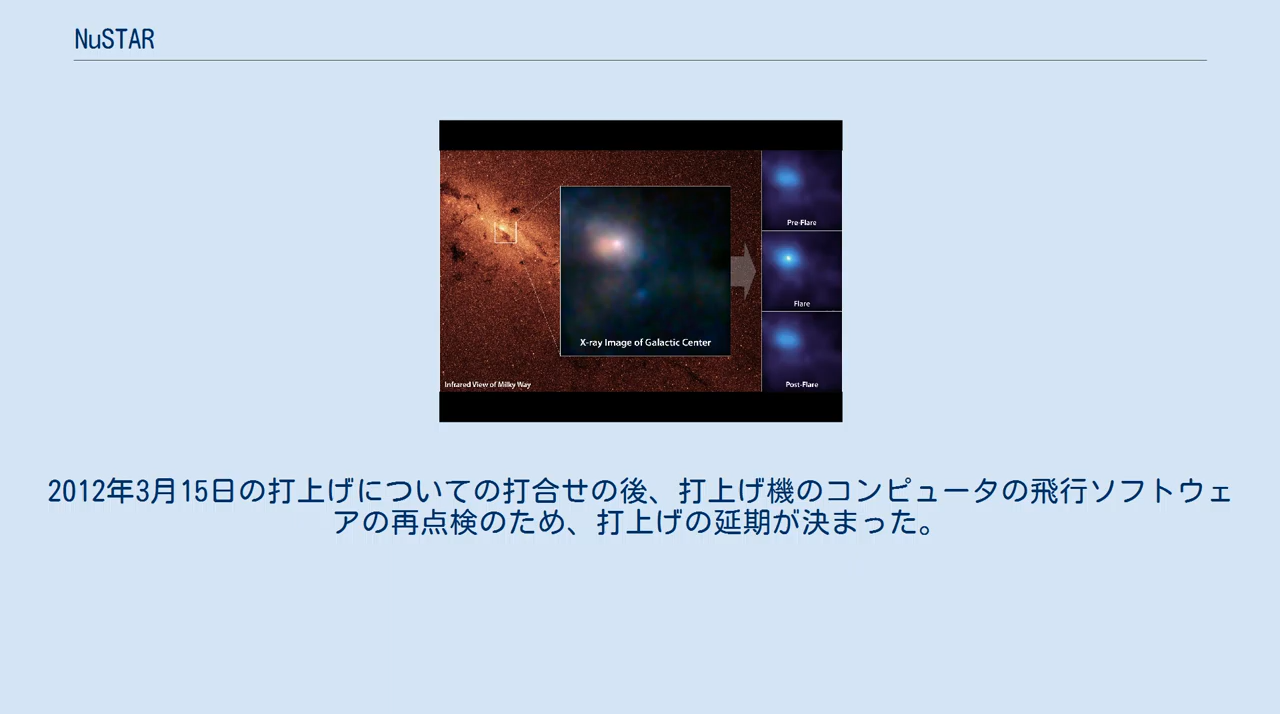 NuSTAR
Pre-Flare
Flare
X-ray Image of Galactic Center
Infrared View of Milky Way
Post-Flare
2012年3月15日の打上げについての打合せの後、打上げ機のコンピュータの飛行ソフトウェ
アの再点検のため、打上げの延期が決まった。